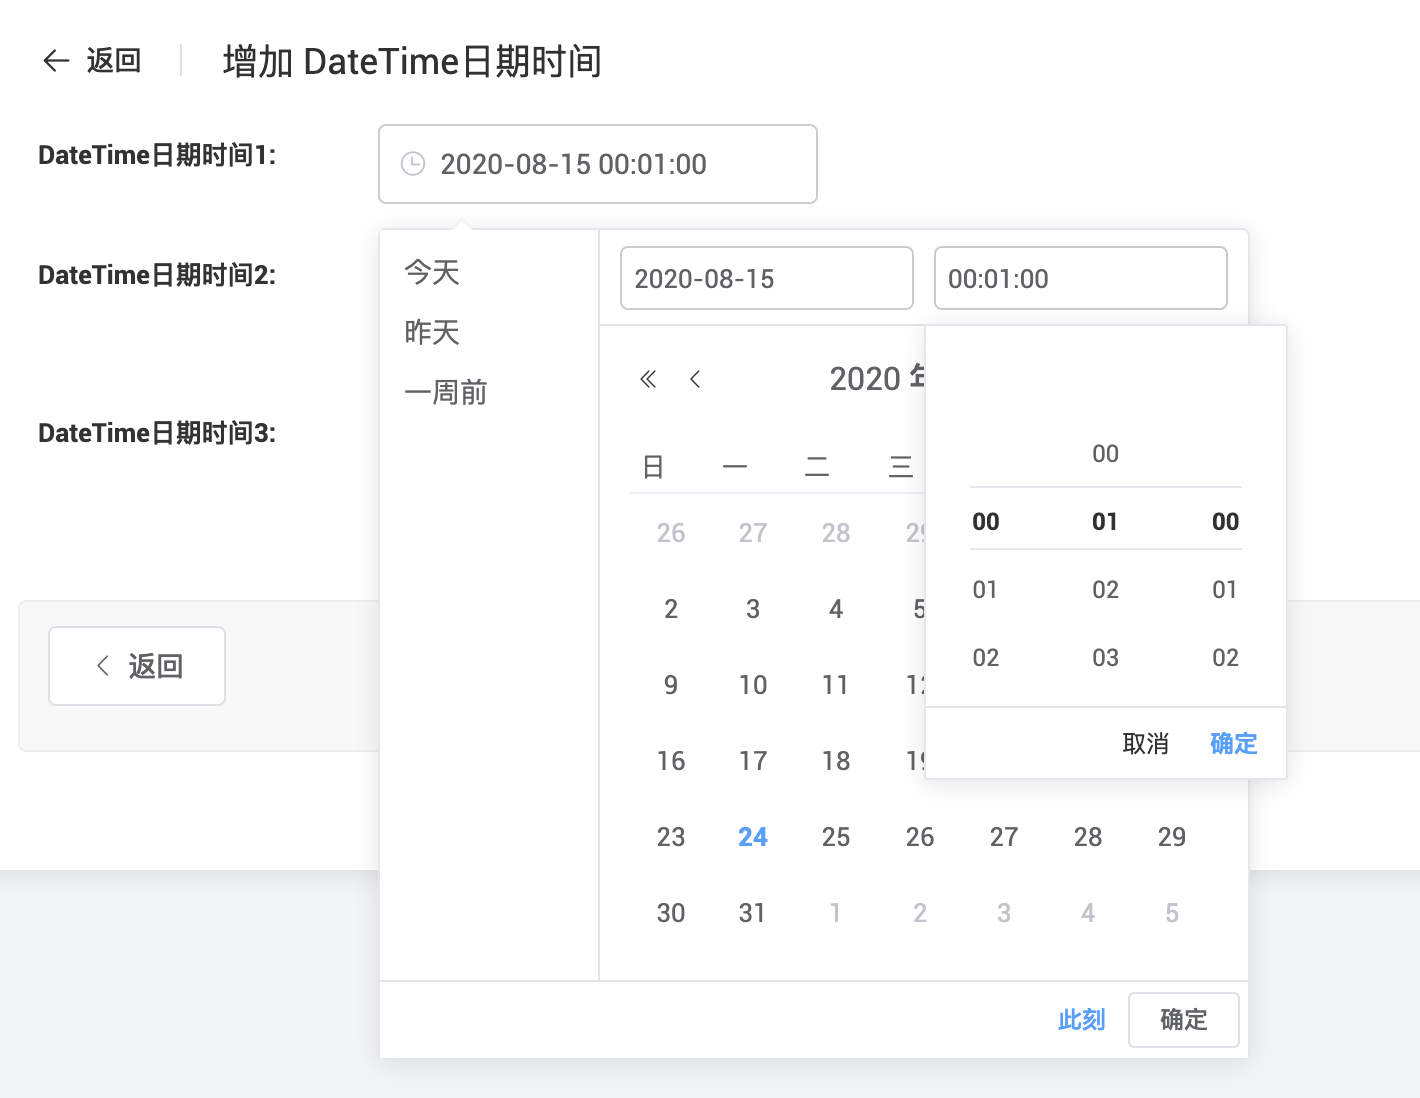 返回
增加 DateTime日期时间
DateTime日期时间1:
2020-08-15 00:01:00
DateTime日期时间2:
DateTime日期时间3:
返回
今天
昨天
一周前
2020-08-15
00:01:00
2020
日 一 二 三
26 27 28
2 3 4
9 10 11
16 17 18
23 24 25 26 27 28 29
30 31 1 2 3 4 5
00
00 01 00
01 02 01
02 03 02
取消 确定
此刻 确定